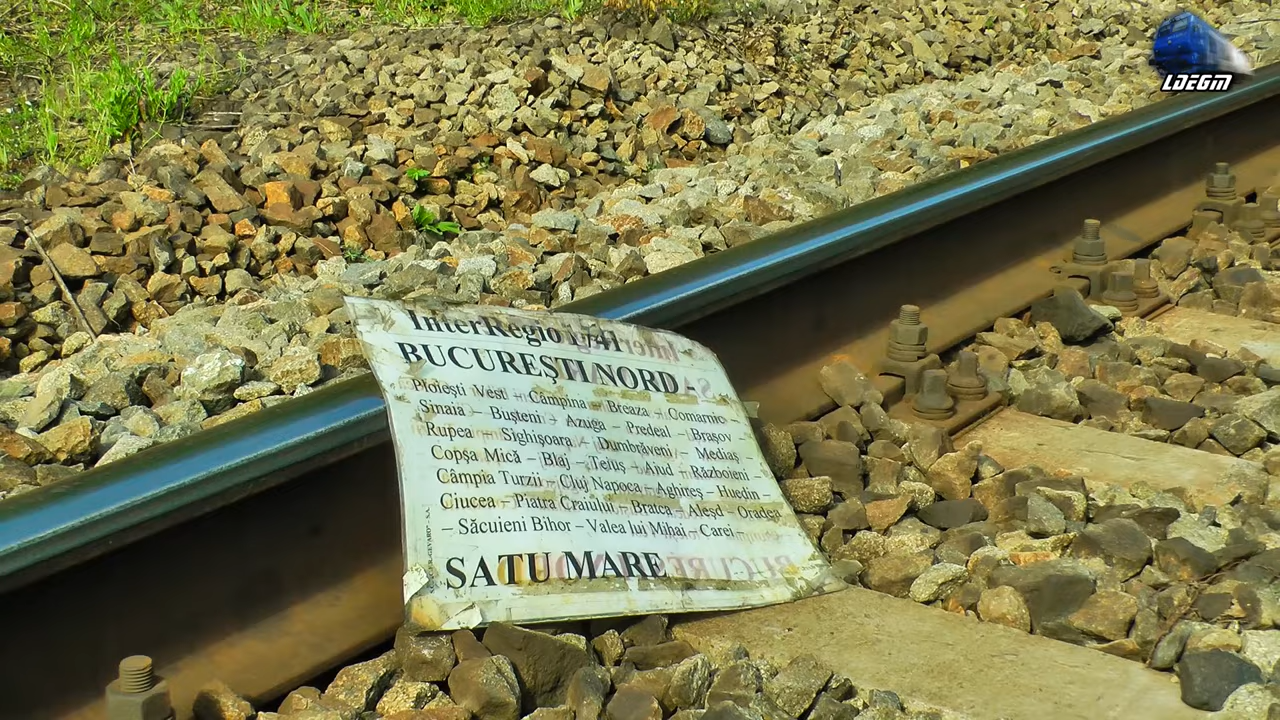 LDEGM
InterRegio 1741
BUCUREŞTI NORD -
Ploieşti Vest – Câmpina – Breaza – Comarnic –
Sinaia – Buşteni – Azuga – Predeal – Braşov –
Rupea – Sighişoara – Dumbrăveni – Mediaş –
Copşa Mică – Blaj – Teiuş – Aiud – Războieni –
Câmpia Turzii – Cluj Napoca – Aghireş – Huedin –
Ciucea – Piatra Craiului – Bratca – Aleşd – Oradea
– Săcuieni Bihor – Valea lui Mihai – Carei –
SATU MARE